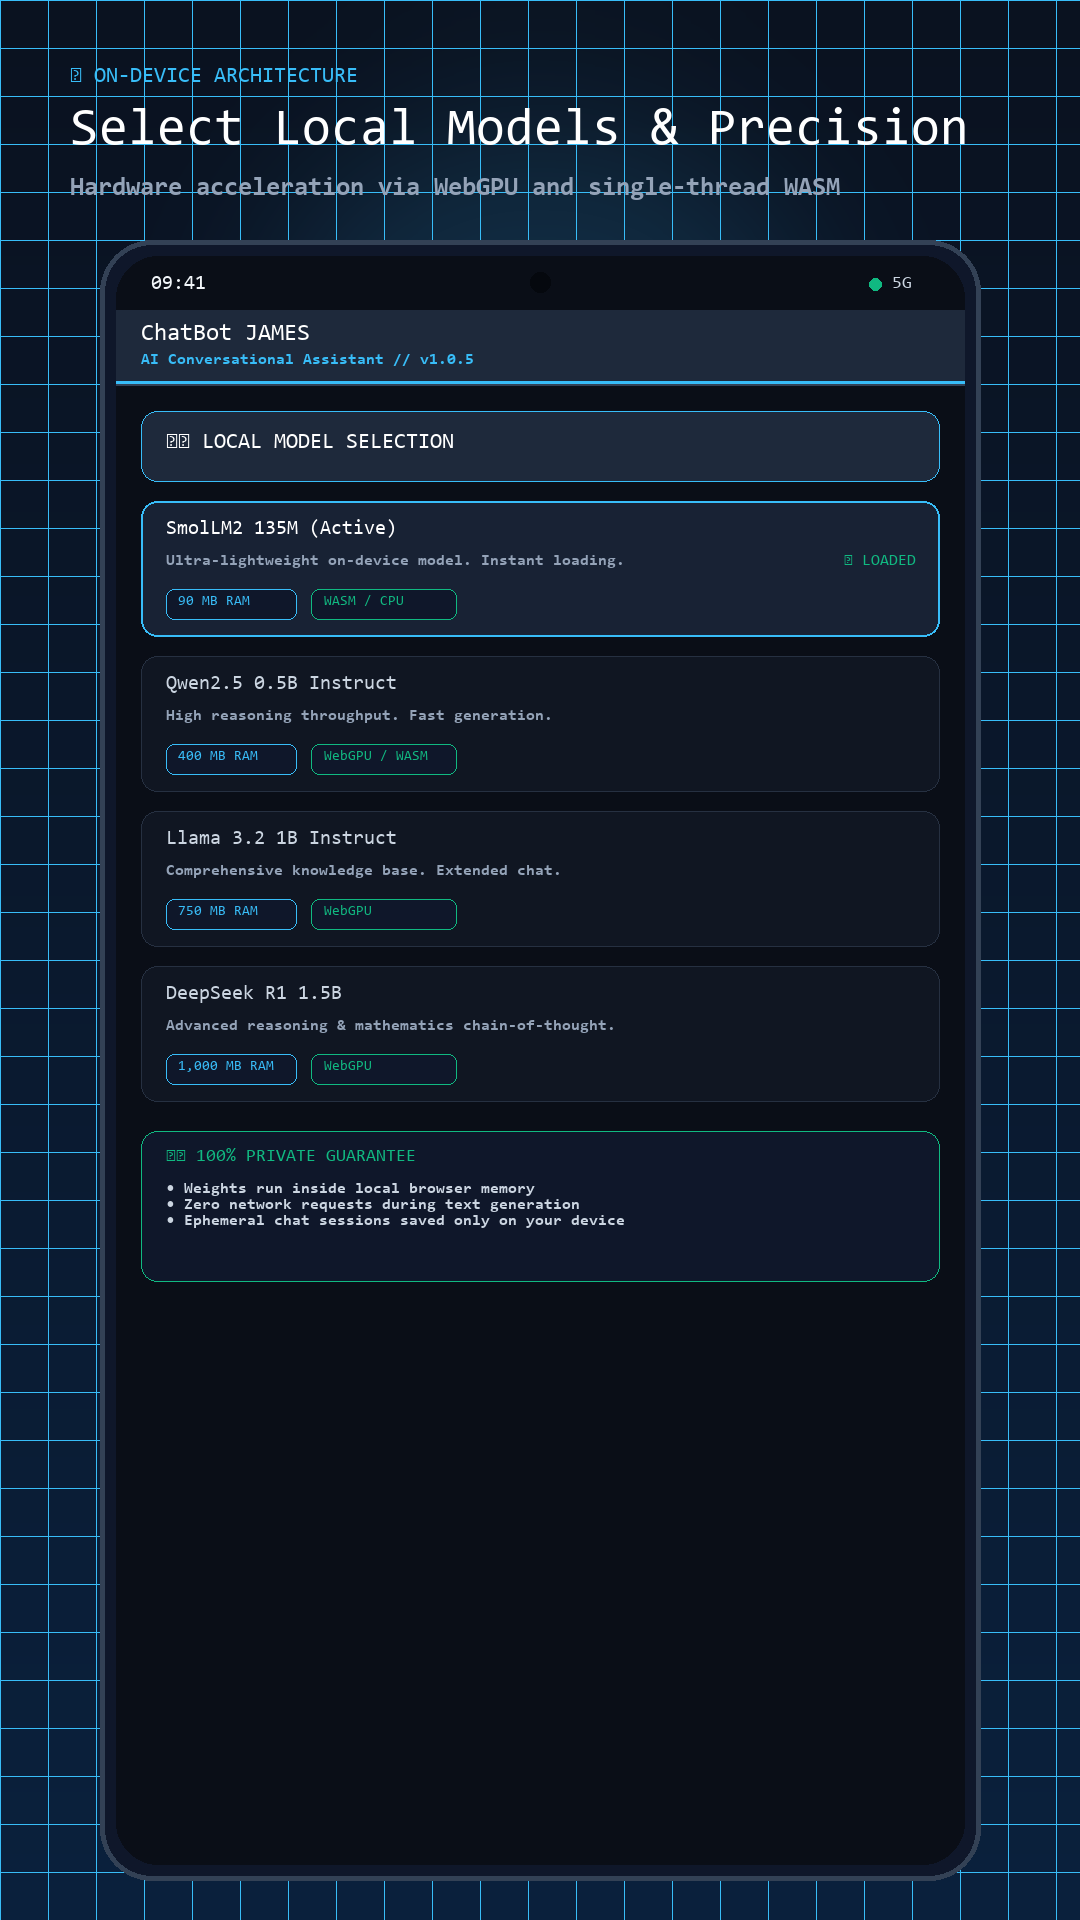 ON-DEVICE ARCHITECTURE
Select Local Models & Precision
Hardware acceleration via WebGPU and single-thread WASM
09:41
5G
ChatBot JAMES
AI Conversational Assistant // v1.0.5
LOCAL MODEL SELECTION
SmolLM2 135M (Active)
Ultra-lightweight on-device model. Instant loading.
LOADED
90 MB RAM
WASM / CPU
Qwen2.5 0.5B Instruct
High reasoning throughput. Fast generation.
400 MB RAM
WebGPU / WASM
Llama 3.2 1B Instruct
Comprehensive knowledge base. Extended chat.
750 MB RAM
WebGPU
DeepSeek R1 1.5B
Advanced reasoning & mathematics chain-of-thought.
1,000 MB RAM
WebGPU
100% PRIVATE GUARANTEE
• Weights run inside local browser memory
• Zero network requests during text generation
• Ephemeral chat sessions saved only on your device